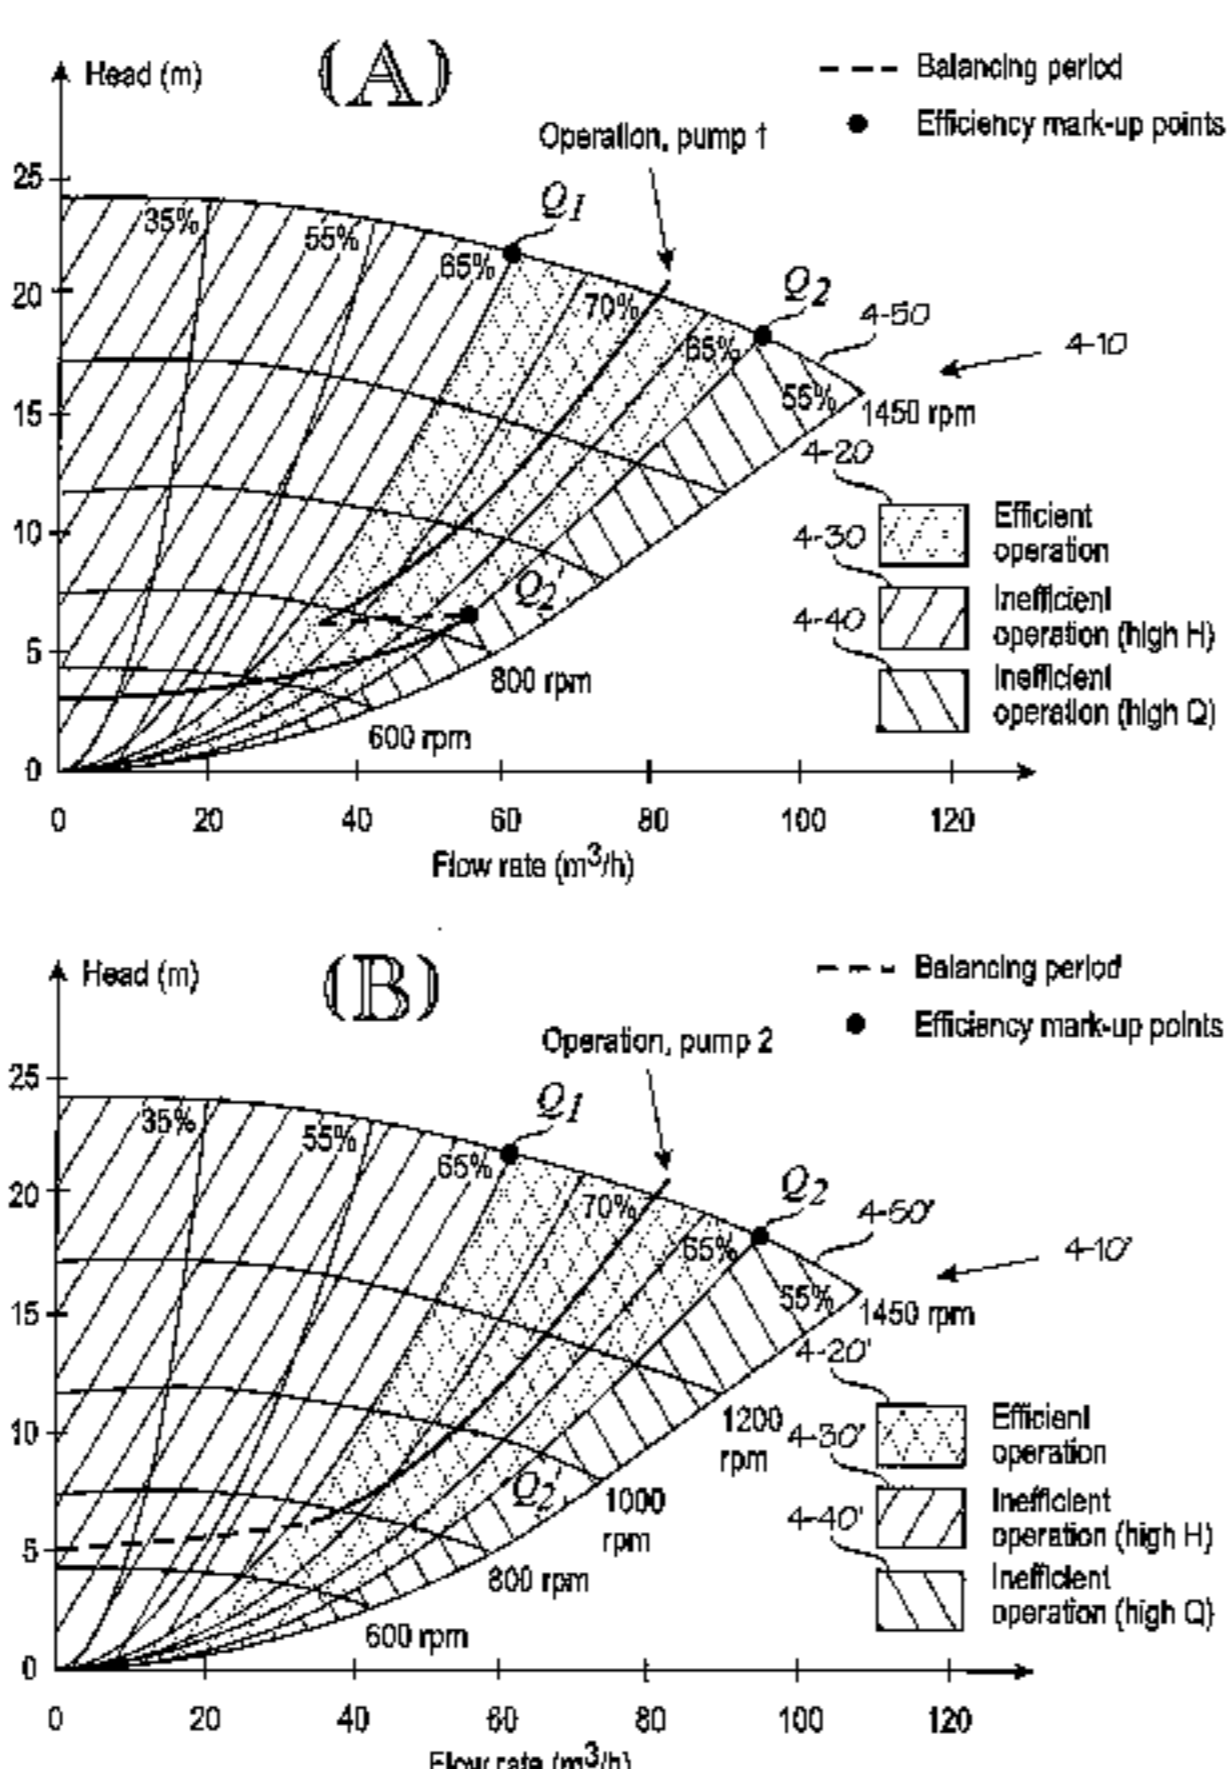 (A)
Head (m)
Balancing period
Efficiency mark-up points
Operation, pump 1
25
Q1
35%
55%
65%
20
70%
Q2
4-50
4-10
65%
55%
15
1450 rpm
4-20
Efficient
operation
10
4-30
Q2'
Inefficient
operation (high H)
4-40
5
800 rpm
Inefficient
operation (high Q)
600 rpm
0
0 20 40 60 80 100 120
Flow rate (m³/h)
(B)
Head (m)
Balancing period
Efficiency mark-up points
Operation, pump 2
25
Q1
35%
55%
65%
20
70%
Q2
4-50'
4-10'
65%
55%
15
1450 rpm
4-20'
Efficient
operation
1200
rpm
10
4-30'
Q2'
1000
rpm
Inefficient
operation (high H)
4-40'
5
800 rpm
Inefficient
operation (high Q)
600 rpm
0
0 20 40 60 80 100 120
Flow rate (m³/h)